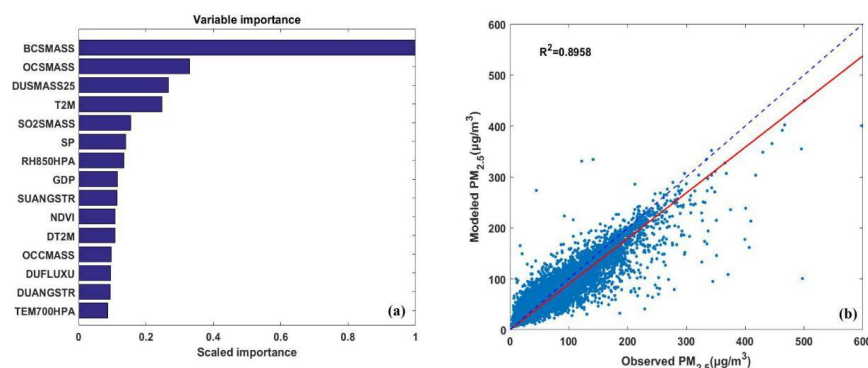 Variable importance
BCSMASS
OCSMASS
DUSMASS25
T2M
SO2SMASS
SP
RH850HPA
GDP
SUANGSTR
NDVI
DT2M
OCCMASS
DUFLUXU
DUANGSTR
TEM700HPA
(a)
0 0.2 0.4 0.6 0.8 1
Scaled importance
R²=0.8958
Modeled PM₂.₅(µg/m³)
600
500
400
300
200
100
0
(b)
0 100 200 300 400 500 600
Observed PM₂.₅(µg/m³)